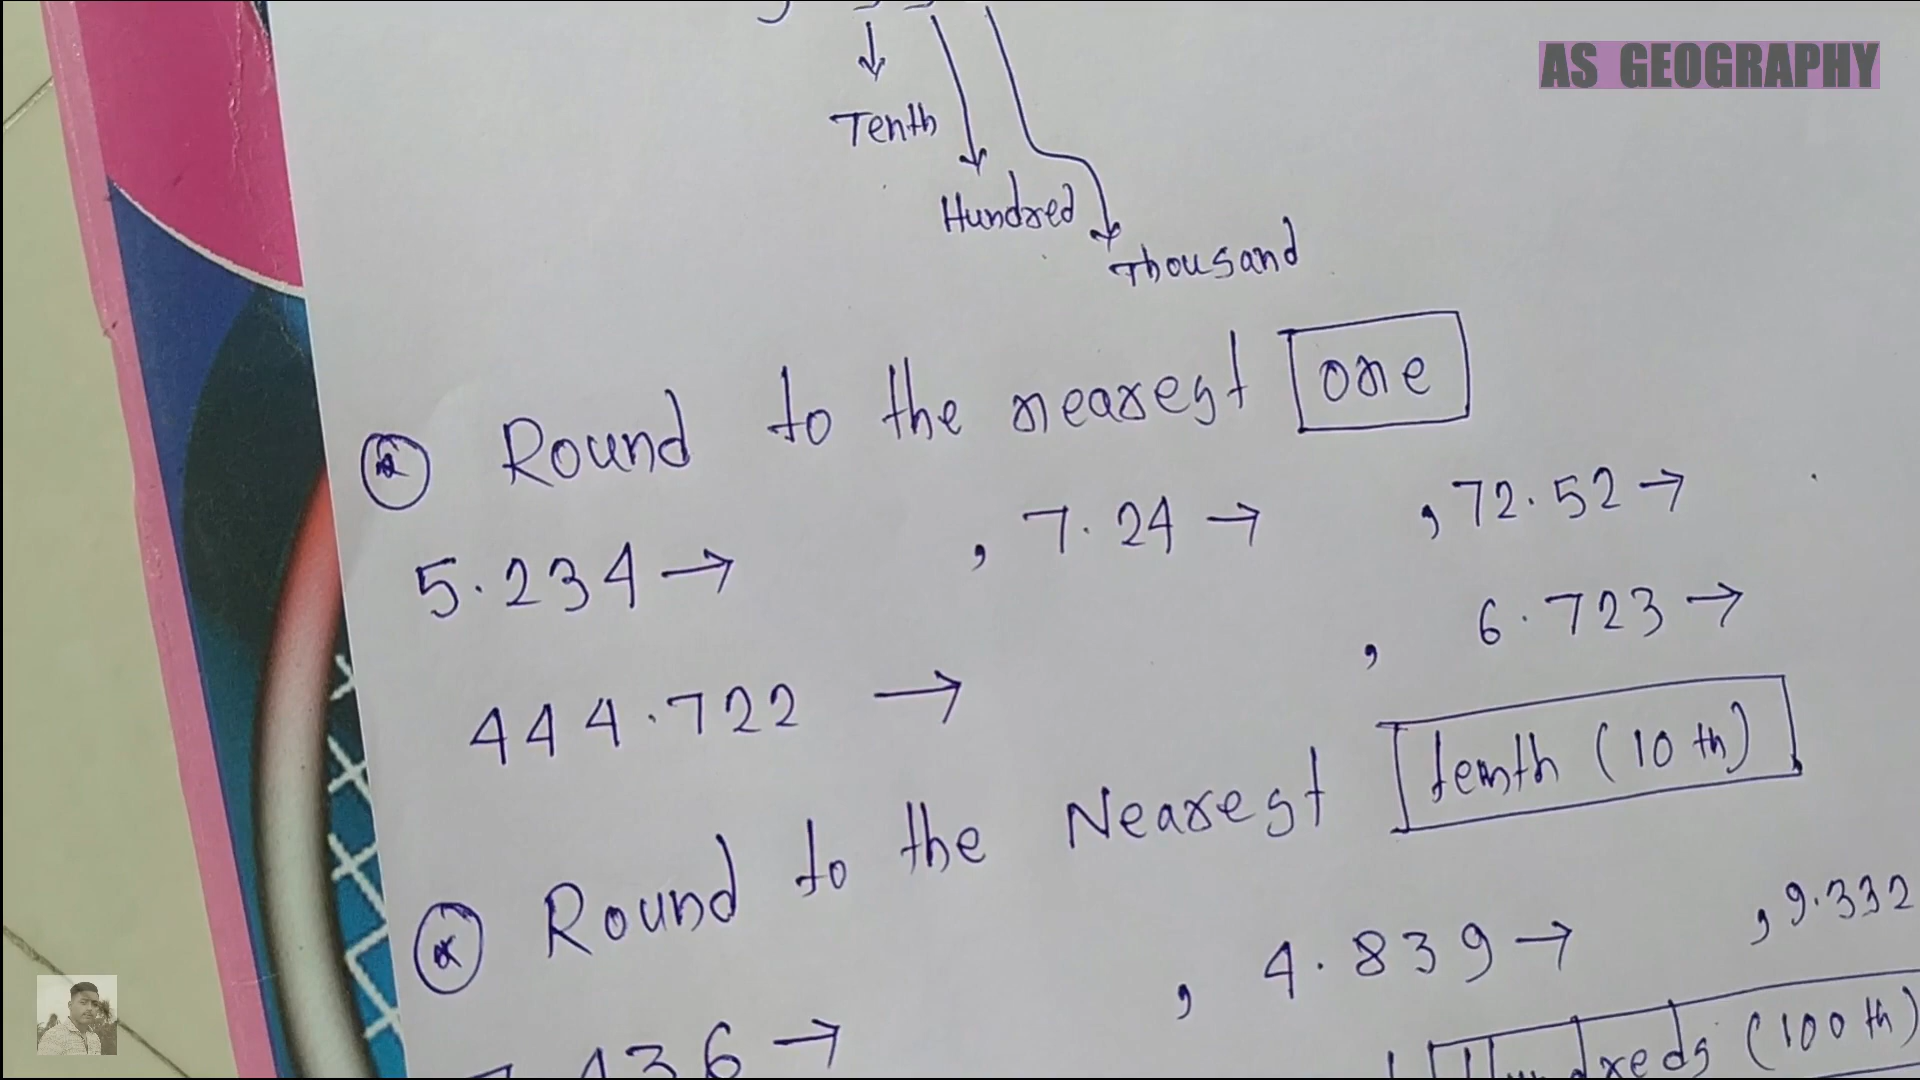 AS GEOGRAPHY
Tenth
Hundred
Thousand
Round to the nearest one
5.234→ , 7.24→ , 72.52→
444.722 → , 6.723→
Round to the Nearest tenth (10 th)
436→ , 4.839→ , 9.332
(100 th)